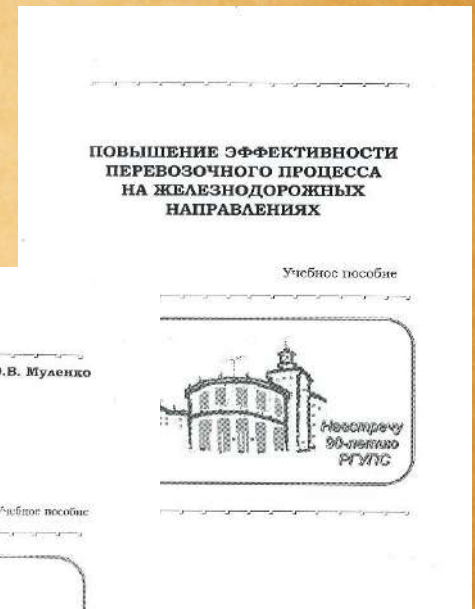 ПОВЫШЕНИЕ ЭФФЕКТИВНОСТИ
ПЕРЕВОЗОЧНОГО ПРОЦЕССА
НА ЖЕЛЕЗНОДОРОЖНЫХ
НАПРАВЛЕНИЯХ
Учебное пособие
Навстречу
90-летию
РГУПС
.В. Муленко
Учебное пособие